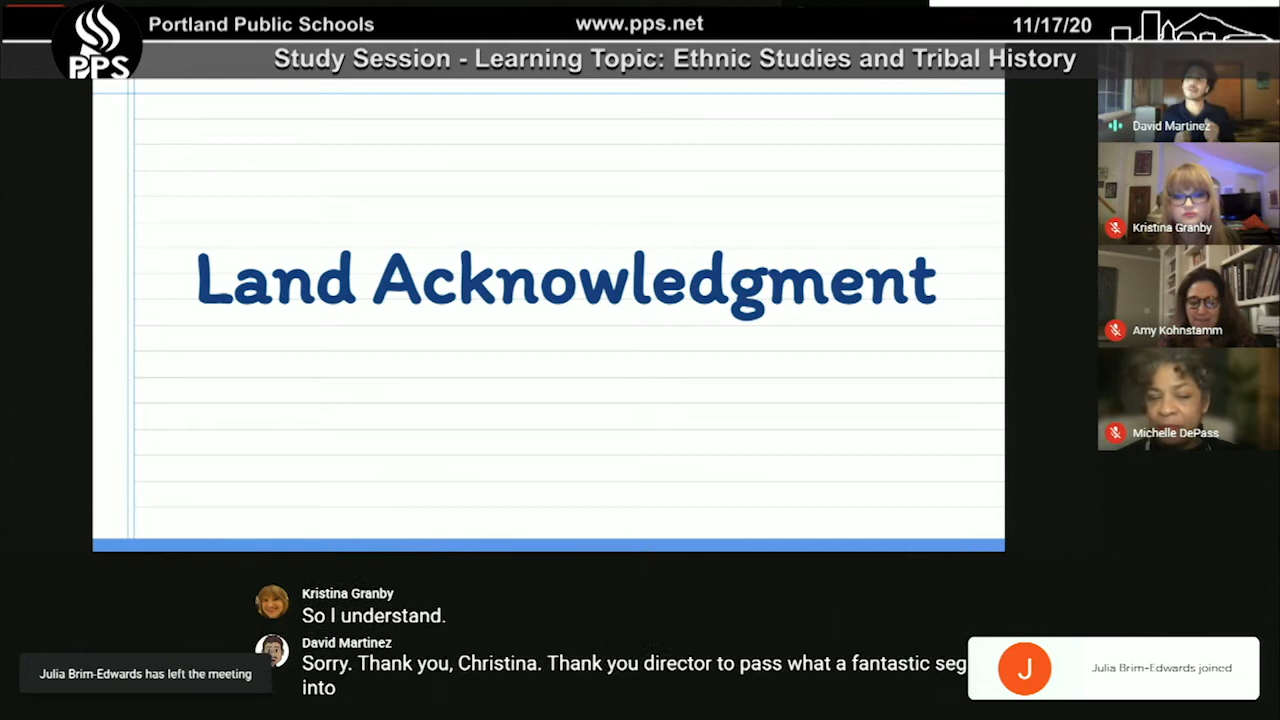 PPS
Portland Public Schools
www.pps.net
11/17/20
Study Session - Learning Topic: Ethnic Studies and Tribal History
Land Acknowledgment
David Martinez
Kristina Granby
Amy Kohnstamm
Michelle DePass
Kristina Granby
So I understand.
David Martinez
Sorry. Thank you, Christina. Thank you director to pass what a fantastic seg
into
Julia Brim-Edwards has left the meeting
J
Julia Brim-Edwards joined